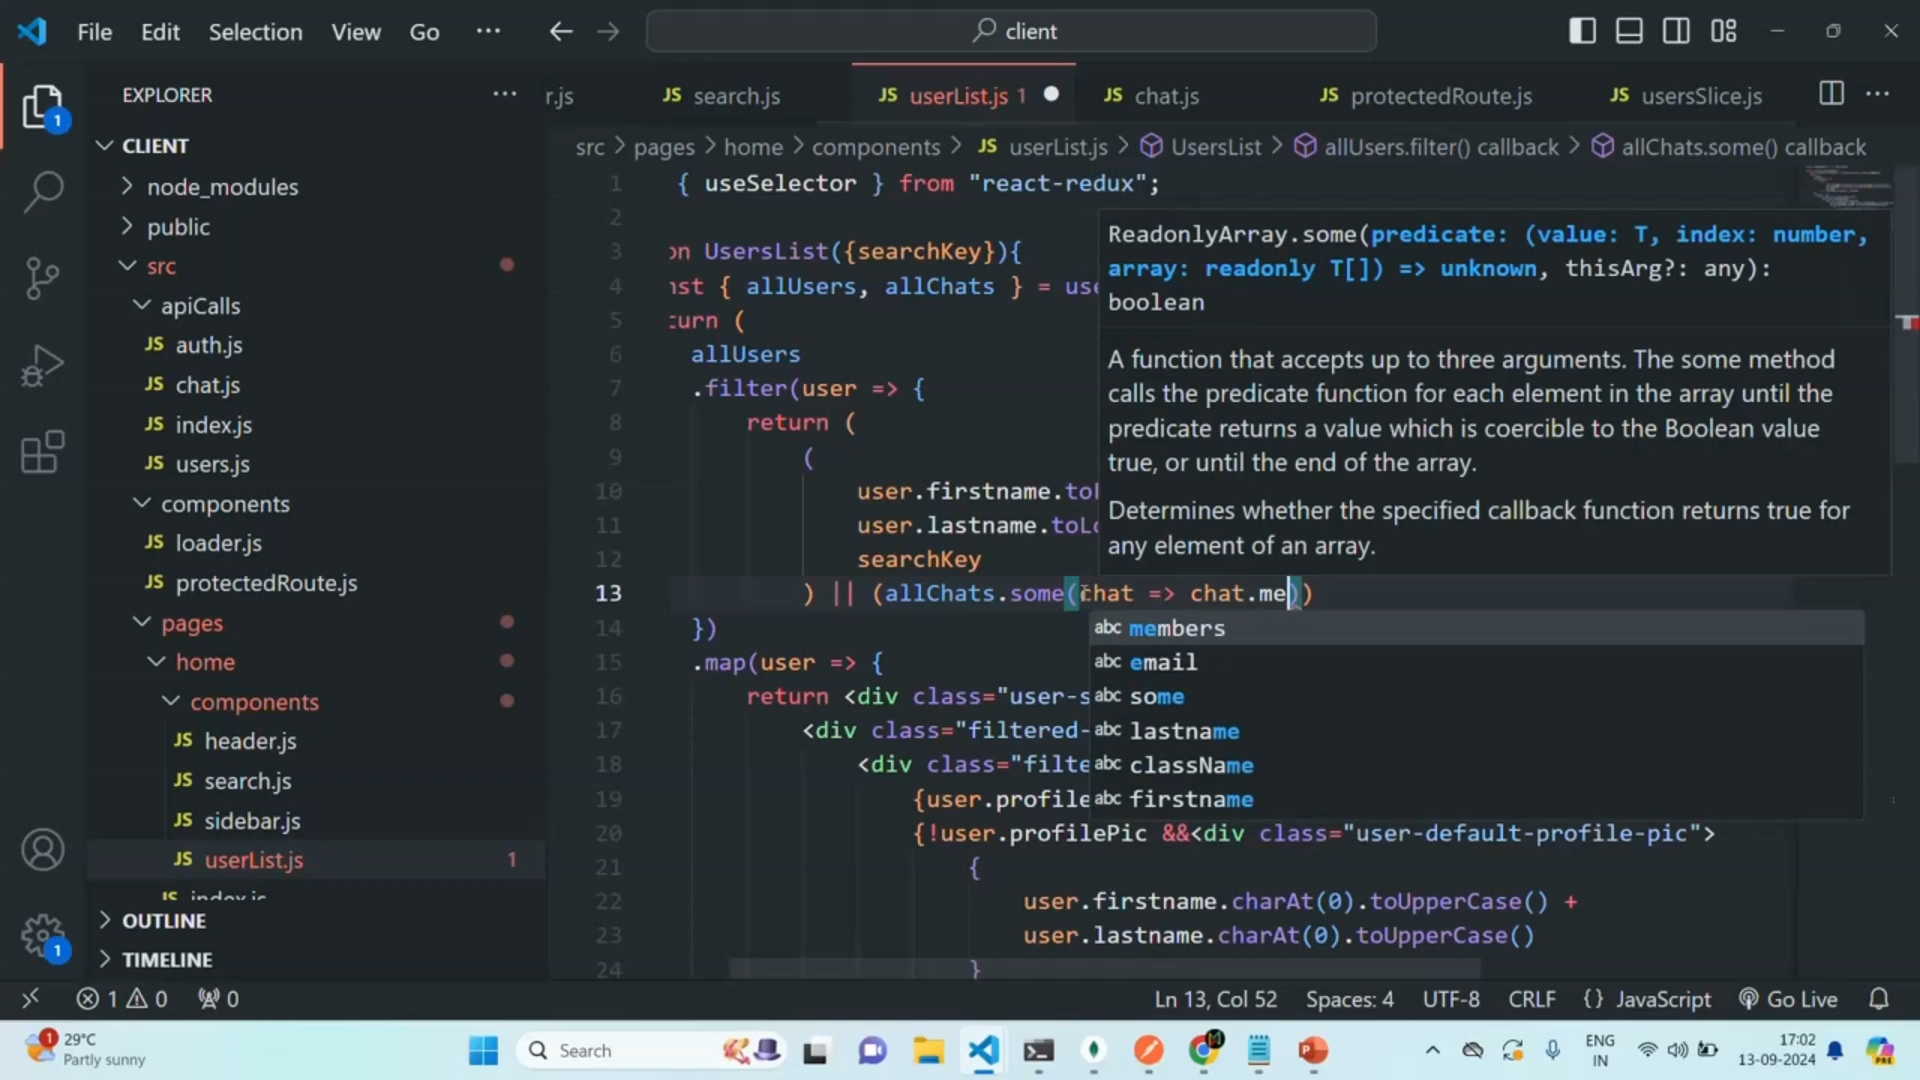 File Edit Selection View Go ··· client
EXPLORER ···
1
CLIENT
node_modules
public
src
apiCalls
JS auth.js
JS chat.js
JS index.js
JS users.js
components
JS loader.js
JS protectedRoute.js
pages
home
components
JS header.js
JS search.js
JS sidebar.js
JS userList.js 1
JS index.js
OUTLINE
TIMELINE
1
r.js JS search.js JS userList.js 1 JS chat.js JS protectedRoute.js JS usersSlice.js ···
src > pages > home > components > JS userList.js > UsersList > allUsers.filter() callback > allChats.some() callback
1 { useSelector } from "react-redux";
2
3 on UsersList({searchKey}){
4 nst { allUsers, allChats } = use
5 turn (
6 allUsers
7 .filter(user => {
8 return (
9 (
10 user.firstname.tol
11 user.lastname.toLo
12 searchKey
13 ) || (allChats.some(chat => chat.me))
14 })
15 .map(user => {
16 return <div class="user-s
17 <div class="filtered-
18 <div class="filte
19 {user.profile
20 {!user.profilePic &&<div class="user-default-profile-pic">
21 {
22 user.firstname.charAt(0).toUpperCase() +
23 user.lastname.charAt(0).toUpperCase()
24 }
ReadonlyArray.some(predicate: (value: T, index: number,
array: readonly T[]) => unknown, thisArg?: any):
boolean
A function that accepts up to three arguments. The some method
calls the predicate function for each element in the array until the
predicate returns a value which is coercible to the Boolean value
true, or until the end of the array.
Determines whether the specified callback function returns true for
any element of an array.
abc members
abc email
abc some
abc lastname
abc className
abc firstname
1 0 0 Ln 13, Col 52 Spaces: 4 UTF-8 CRLF {} JavaScript Go Live
1 29°C
Partly sunny
Search
M
ENG
IN
17:02
13-09-2024
PRE